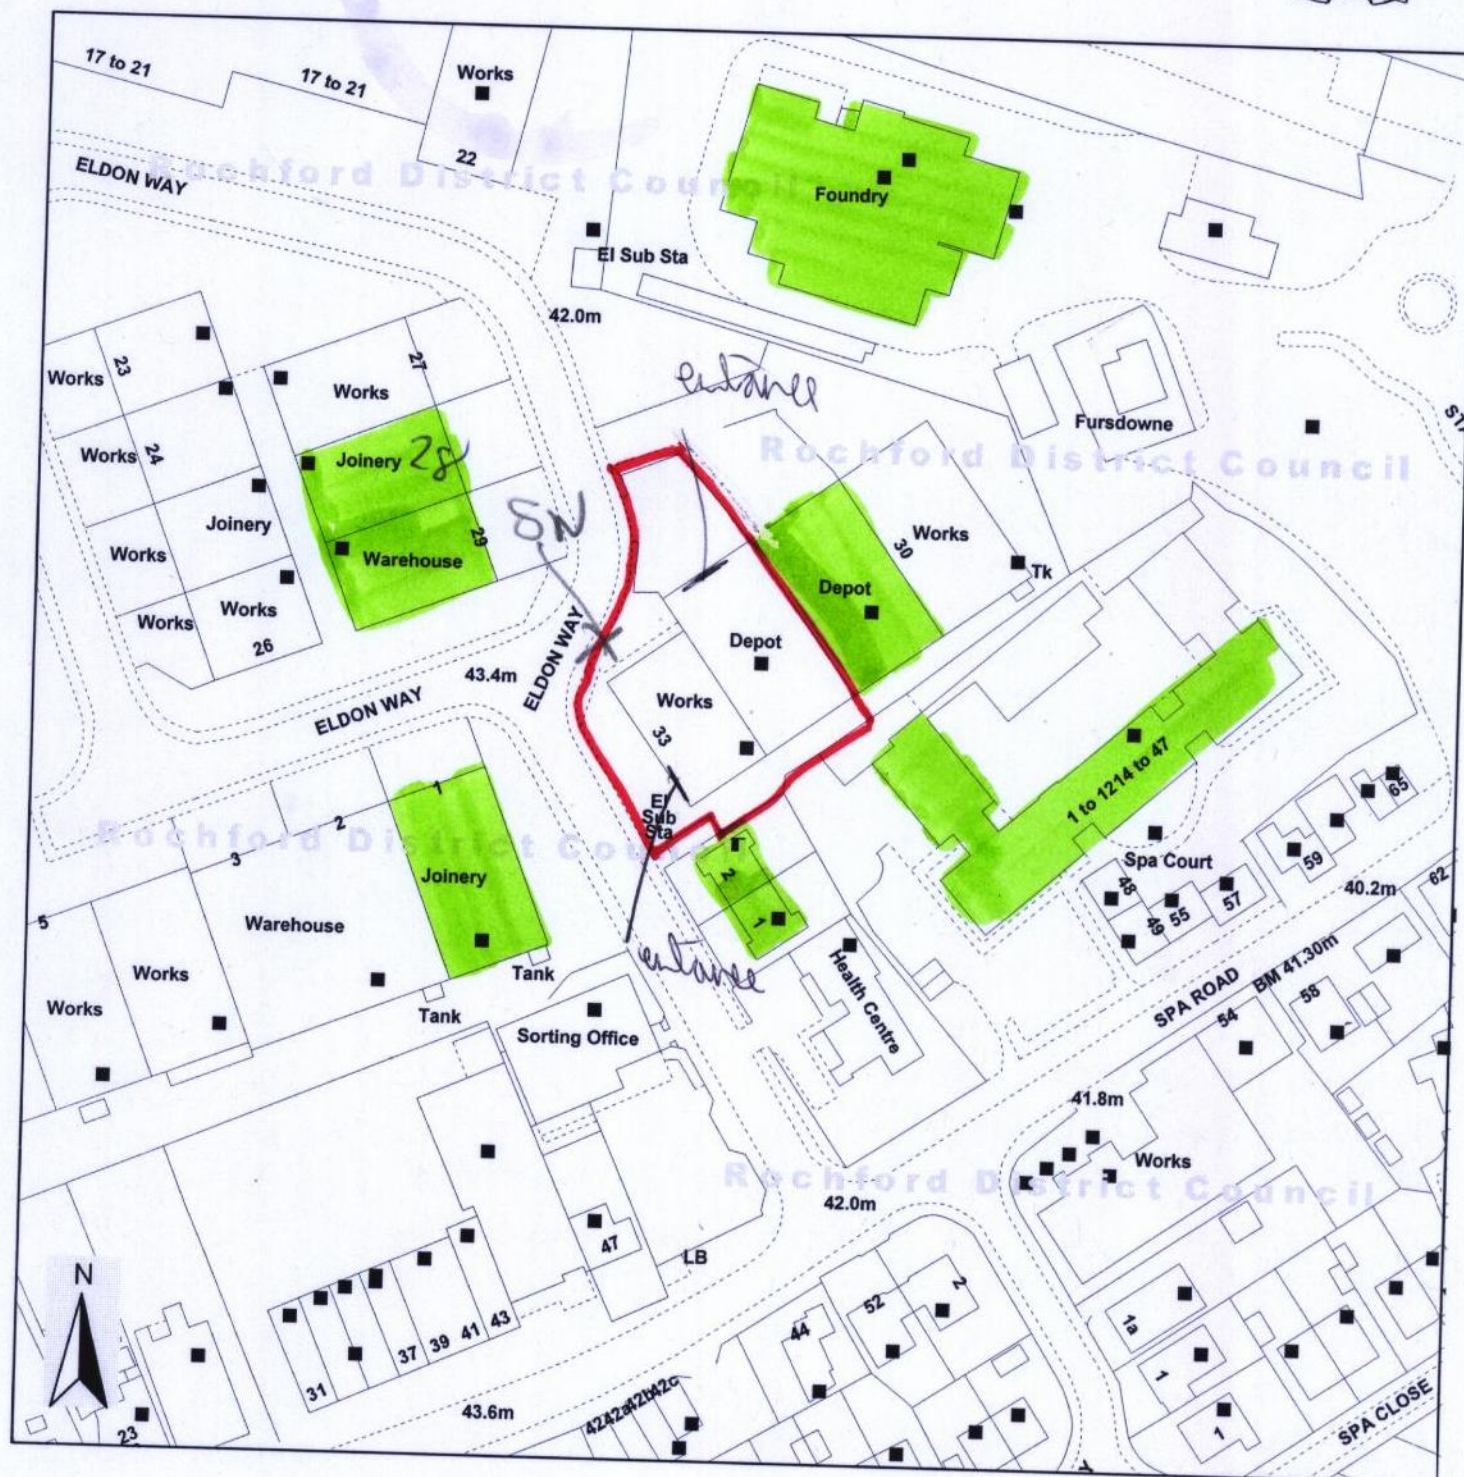 17 to 21
17 to 21
Works
22
ELDON WAY
Rochford District Council
Foundry
El Sub Sta
42.0m
entance
23
Works
27
Works
Fursdowne
Rochford District Council
Works
24
Joinery
28
SN
30
Works
Joinery
29
Works
Warehouse
Depot
Tk
Works
Works
26
ELDON WAY
Depot
43.4m
Works
ELDON WAY
33
1 to 1214 to 47
1
El
Sub
Sta
65
2
Rochford District Council
3
Joinery
2
Spa Court
59
48
49
55
57
40.2m
62
5
Warehouse
1
Works
Tank
entance
Health Centre
BM 41.30m
58
Works
Tank
Sorting Office
SPA ROAD
54
41.8m
Works
Rochford District Council
42.0m
47
LB
N
52
2
44
1a
37
39
41
43
31
1
42
42a
42b
42c
43.6m
23
1
SPA CLOSE